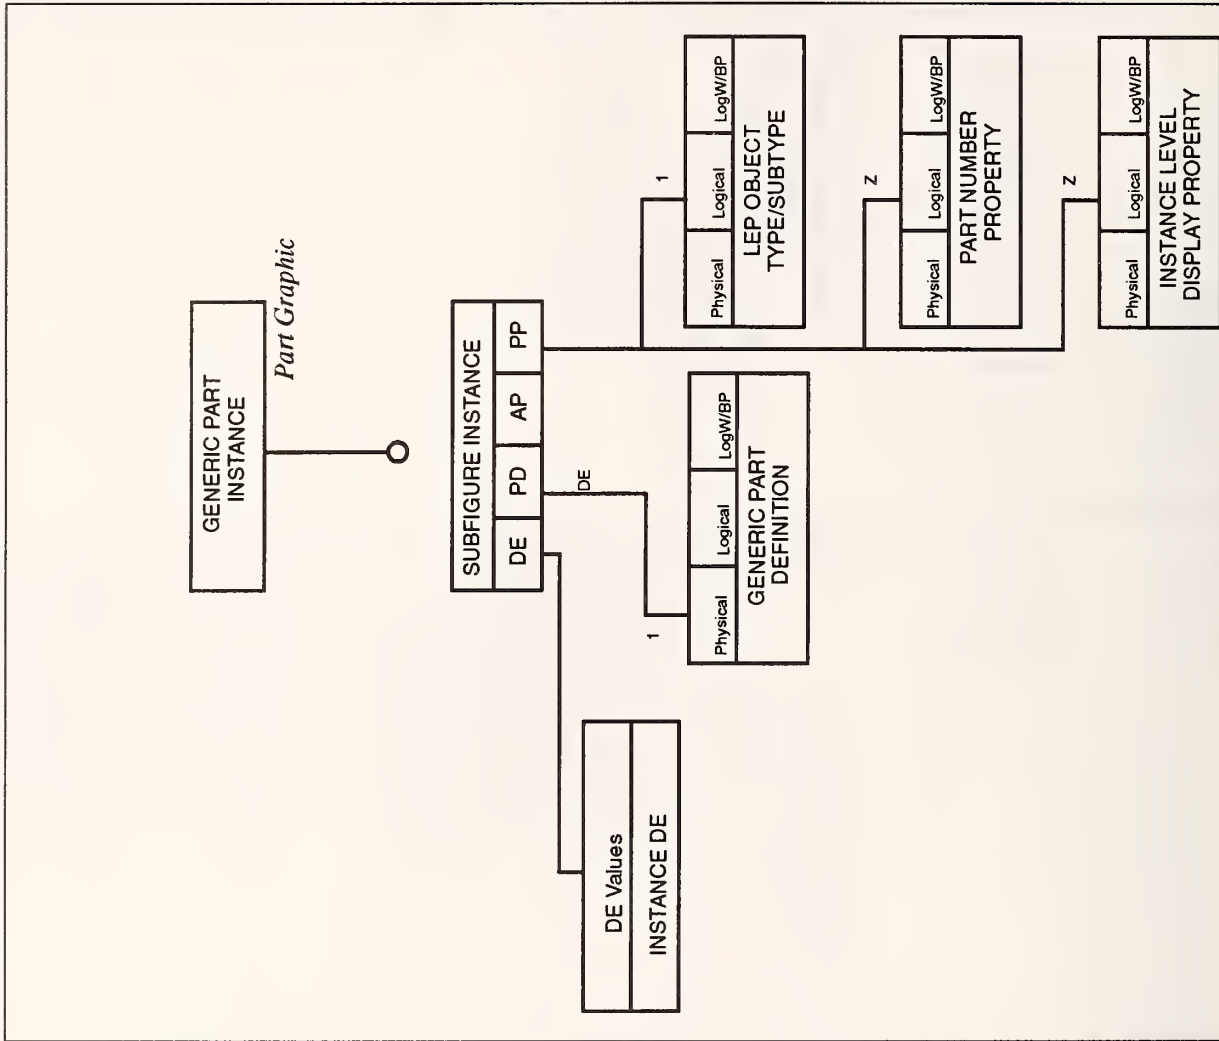 GENERIC PART
INSTANCE
Part Graphic
SUBFIGURE INSTANCE
DE
PD
AP
PP
DE
DE Values
INSTANCE DE
1
Physical
Logical
LogW/BP
GENERIC PART
DEFINITION
1
Physical
Logical
LogW/BP
LEP OBJECT
TYPE/SUBTYPE
Z
Physical
Logical
LogW/BP
PART NUMBER
PROPERTY
Z
Physical
Logical
LogW/BP
INSTANCE LEVEL
DISPLAY PROPERTY